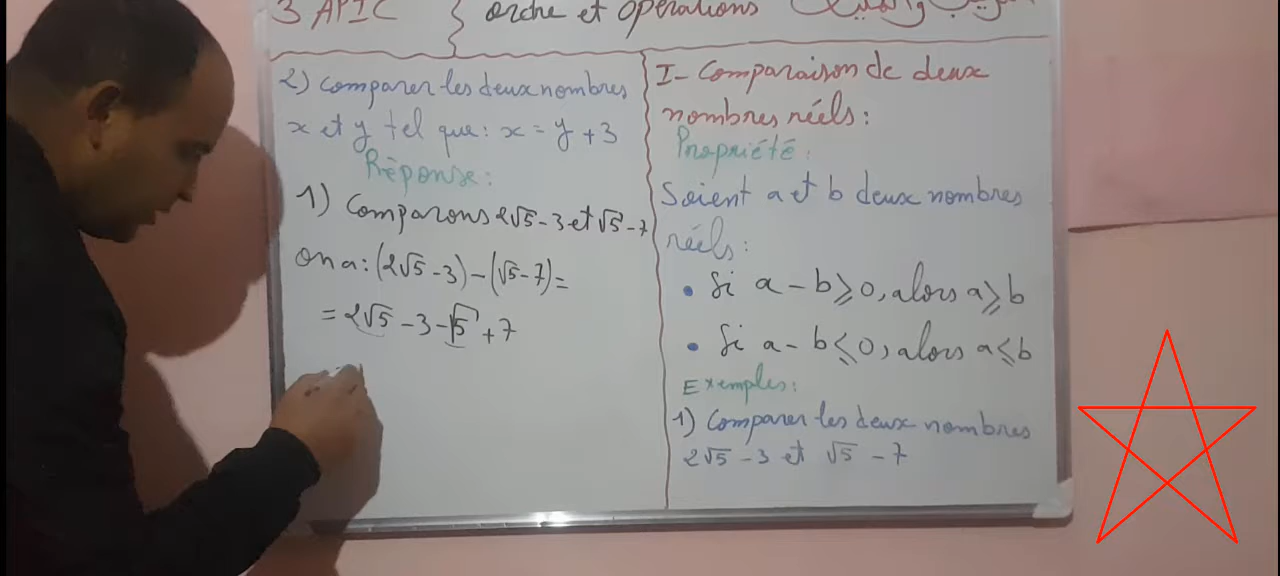 3 APIC
ordre et opérations
2) Comparer les deux nombres
x et y tel que: x = y + 3
Réponse:
1) Comparons 2√5 - 3 et √5 - 7
on a: (2√5 - 3) - (√5 - 7) =
= 2√5 - 3 - √5 + 7
I- Comparaison de deux
nombres réels:
Propriété:
Soient a et b deux nombres
réels:
• Si a - b ⩾ 0, alors a ⩾ b
• Si a - b ⩽ 0, alors a ⩽ b
Exemples:
1) Comparer les deux nombres
2√5 - 3 et √5 - 7